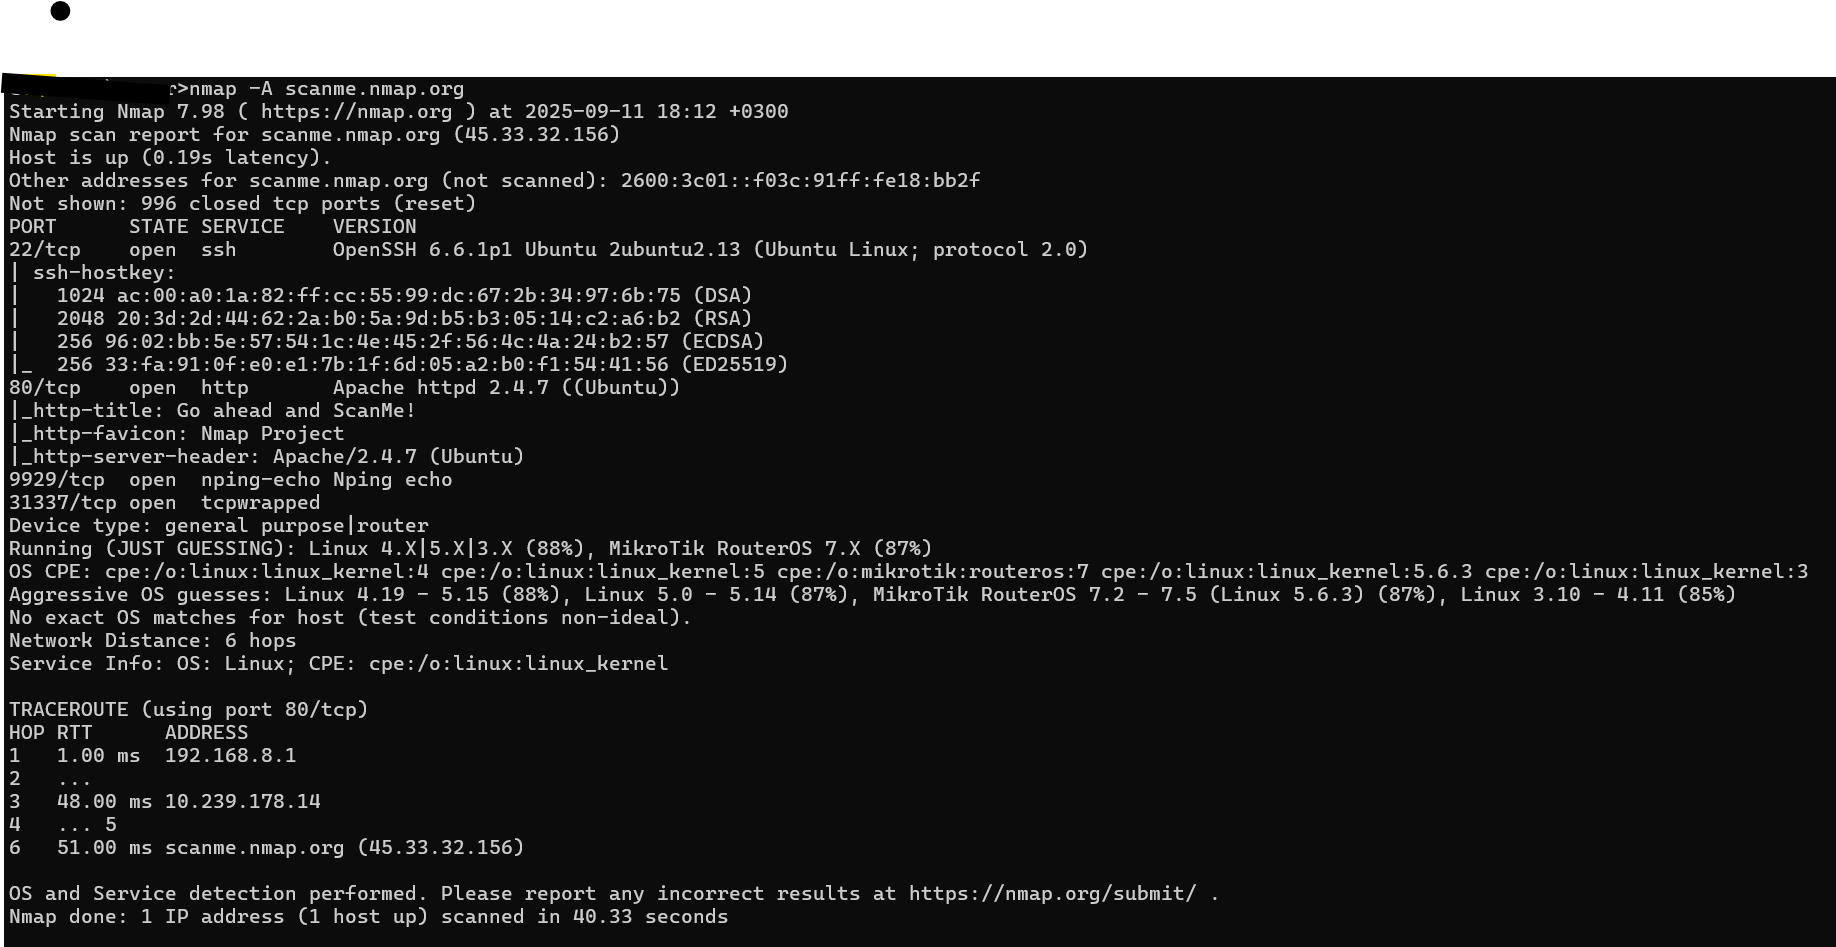 r>nmap -A scanme.nmap.org
Starting Nmap 7.98 ( https://nmap.org ) at 2025-09-11 18:12 +0300
Nmap scan report for scanme.nmap.org (45.33.32.156)
Host is up (0.19s latency).
Other addresses for scanme.nmap.org (not scanned): 2600:3c01::f03c:91ff:fe18:bb2f
Not shown: 996 closed tcp ports (reset)
PORT      STATE SERVICE    VERSION
22/tcp    open  ssh        OpenSSH 6.6.1p1 Ubuntu 2ubuntu2.13 (Ubuntu Linux; protocol 2.0)
| ssh-hostkey:
|   1024 ac:00:a0:1a:82:ff:cc:55:99:dc:67:2b:34:97:6b:75 (DSA)
|   2048 20:3d:2d:44:62:2a:b0:5a:9d:b5:b3:05:14:c2:a6:b2 (RSA)
|   256 96:02:bb:5e:57:54:1c:4e:45:2f:56:4c:4a:24:b2:57 (ECDSA)
|_  256 33:fa:91:0f:e0:e1:7b:1f:6d:05:a2:b0:f1:54:41:56 (ED25519)
80/tcp    open  http       Apache httpd 2.4.7 ((Ubuntu))
|_http-title: Go ahead and ScanMe!
|_http-favicon: Nmap Project
|_http-server-header: Apache/2.4.7 (Ubuntu)
9929/tcp  open  nping-echo Nping echo
31337/tcp open  tcpwrapped
Device type: general purpose|router
Running (JUST GUESSING): Linux 4.X|5.X|3.X (88%), MikroTik RouterOS 7.X (87%)
OS CPE: cpe:/o:linux:linux_kernel:4 cpe:/o:linux:linux_kernel:5 cpe:/o:mikrotik:routeros:7 cpe:/o:linux:linux_kernel:5.6.3 cpe:/o:linux:linux_kernel:3
Aggressive OS guesses: Linux 4.19 - 5.15 (88%), Linux 5.0 - 5.14 (87%), MikroTik RouterOS 7.2 - 7.5 (Linux 5.6.3) (87%), Linux 3.10 - 4.11 (85%)
No exact OS matches for host (test conditions non-ideal).
Network Distance: 6 hops
Service Info: OS: Linux; CPE: cpe:/o:linux:linux_kernel

TRACEROUTE (using port 80/tcp)
HOP RTT      ADDRESS
1   1.00 ms  192.168.8.1
2   ...
3   48.00 ms 10.239.178.14
4   ... 5
6   51.00 ms scanme.nmap.org (45.33.32.156)

OS and Service detection performed. Please report any incorrect results at https://nmap.org/submit/ .
Nmap done: 1 IP address (1 host up) scanned in 40.33 seconds